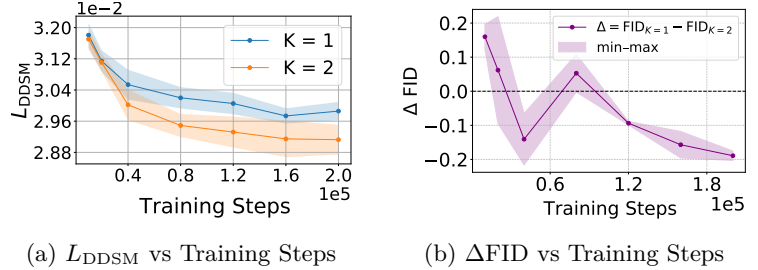 1e−2
3.20
3.12
3.04
2.96
2.88
L_DDSM
K = 1
K = 2
0.4 0.8 1.2 1.6 2.0
1e5
Training Steps
(a) L_DDSM vs Training Steps
0.2
0.1
0.0
−0.1
−0.2
Δ FID
Δ = FID_{K=1} − FID_{K=2}
min–max
0.6 1.2 1.8
1e5
Training Steps
(b) ΔFID vs Training Steps